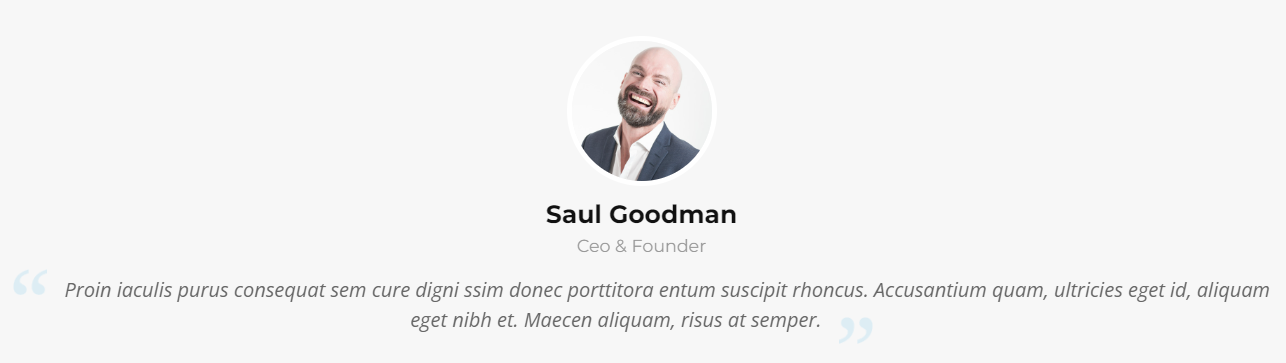 Saul Goodman
Ceo & Founder
“ Proin iaculis purus consequat sem cure digni ssim donec porttitora entum suscipit rhoncus. Accusantium quam, ultricies eget id, aliquam
eget nibh et. Maecen aliquam, risus at semper. ”